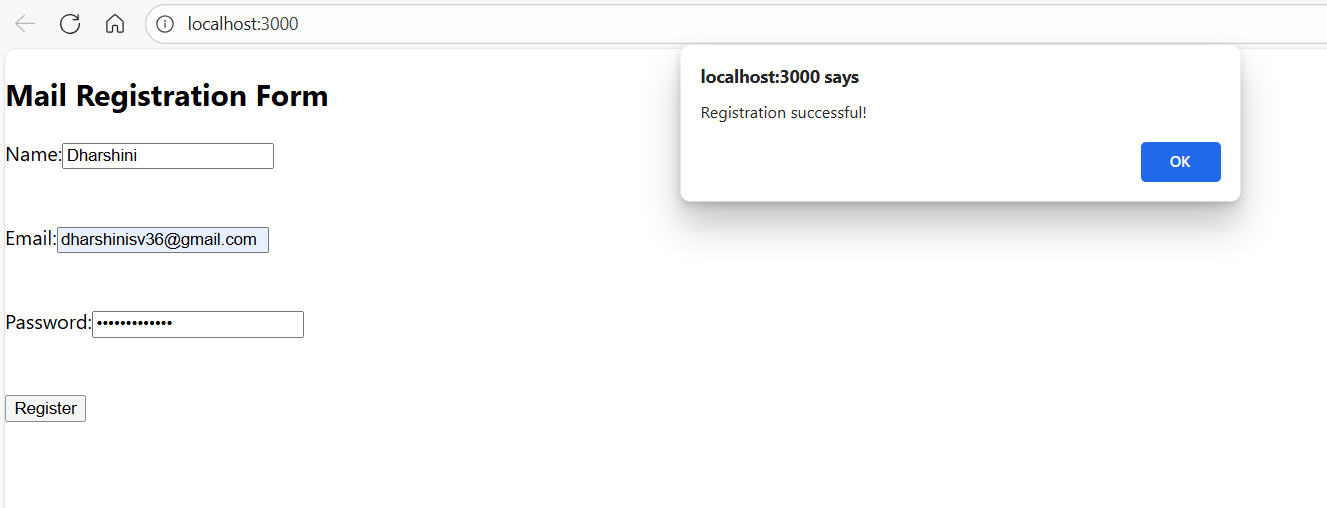 localhost:3000
localhost:3000 says
Registration successful!
OK
Mail Registration Form
Name: Dharshini
Email: dharshinisv36@gmail.com
Password: •••••••••••••
Register